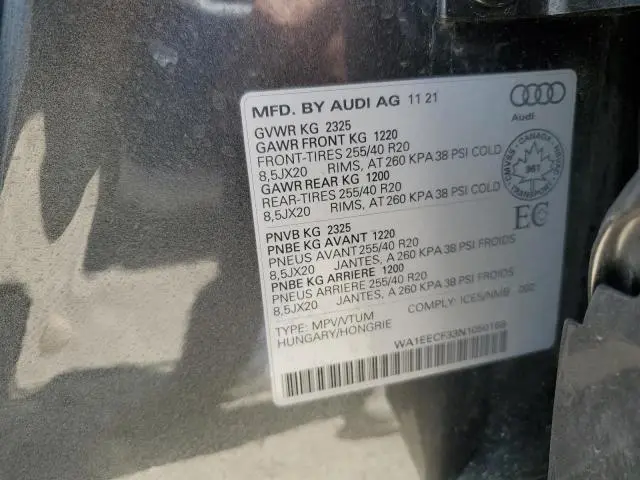 MFD. BY AUDI AG 11 21
Audi
GVWR KG 2325
GAWR FRONT KG 1220
FRONT-TIRES 255/40 R20
8,5JX20 RIMS, AT 260 KPA 38 PSI COLD
GAWR REAR KG 1200
REAR-TIRES 255/40 R20
8,5JX20 RIMS, AT 260 KPA 38 PSI COLD
CANADA
CMVSS
TRANSPORT
EC
PNVB KG 2325
PNBE KG AVANT 1220
PNEUS AVANT 255/40 R20
8,5JX20 JANTES, A 260 KPA 38 PSI FROIDS
PNBE KG ARRIERE 1200
PNEUS ARRIERE 255/40 R20
8,5JX20 JANTES, A 260 KPA 38 PSI FROIDS
TYPE: MPV/VTUM COMPLY: ICES/NMB
HUNGARY/HONGRIE
WA1EECF33N1050168